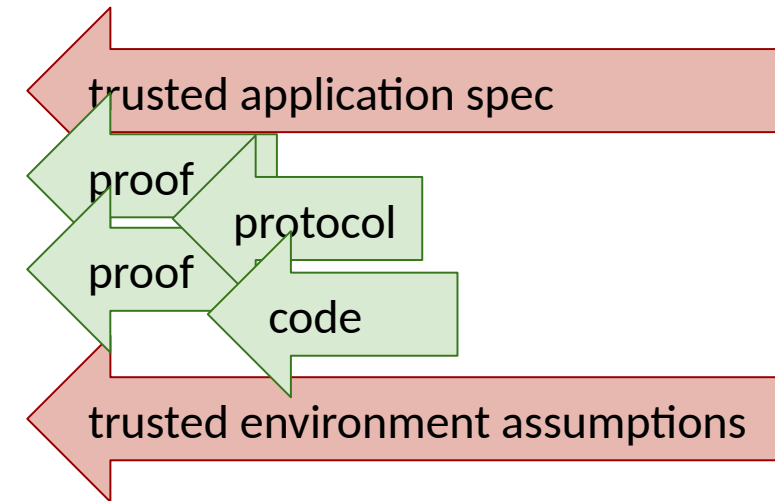 trusted application spec
proof
protocol
proof
code
trusted environment assumptions